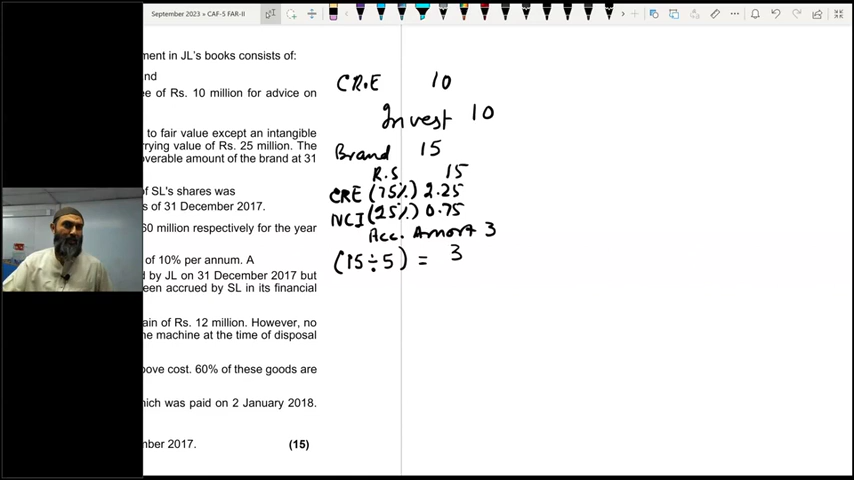 September 2023 » CAF-5 FAR-II
ment in JL's books consists of:
nd
ee of Rs. 10 million for advice on
to fair value except an intangible
rrying value of Rs. 25 million. The
overable amount of the brand at 31
of SL's shares was
s of 31 December 2017.
60 million respectively for the year
of 10% per annum. A
d by JL on 31 December 2017 but
een accrued by SL in its financial
ain of Rs. 12 million. However, no
he machine at the time of disposal
bove cost. 60% of these goods are
hich was paid on 2 January 2018.
mber 2017. (15)
CR.E 10
Invest 10
Brand 15
R.S 15
CRE (75%) 2.25
NCI (25%) 0.75
Acc. Amort 3
(15÷5) = 3